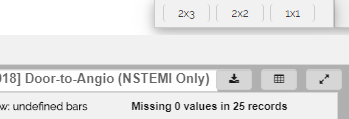 2x3 2x2 1x1
018] Door-to-Angio (NSTEMI Only)
w: undefined bars Missing 0 values in 25 records